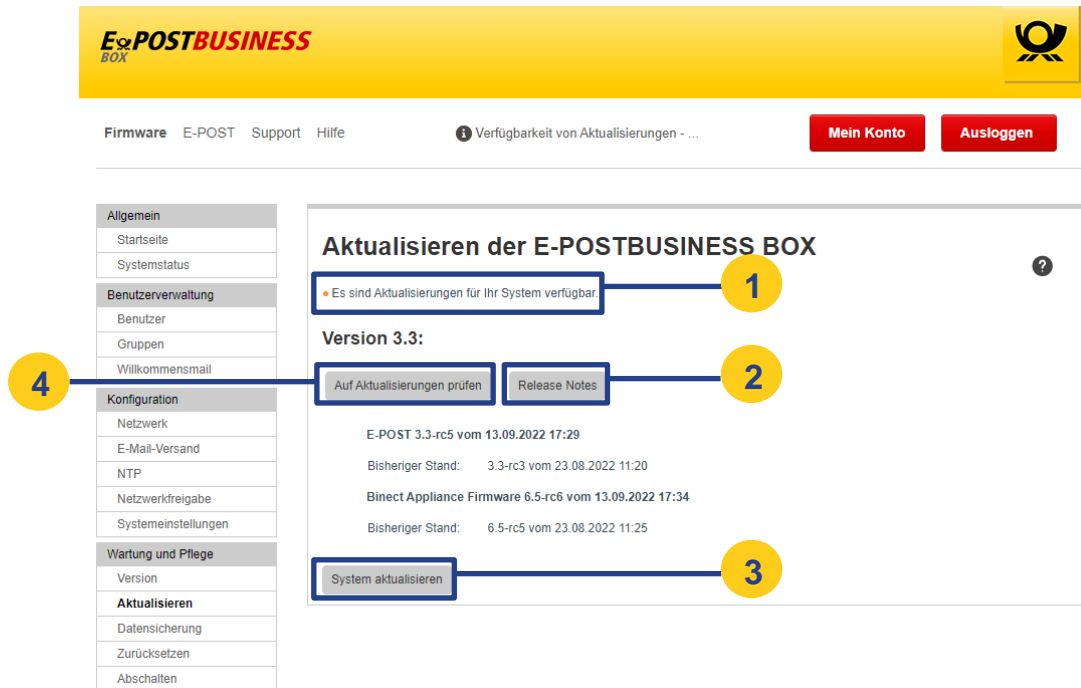 E POSTBUSINESS
BOX
Firmware E-POST Support Hilfe
Verfügbarkeit von Aktualisierungen - ...
Mein Konto
Ausloggen
Allgemein
Startseite
Systemstatus
Benutzerverwaltung
Benutzer
Gruppen
Willkommensmail
Konfiguration
Netzwerk
E-Mail-Versand
NTP
Netzwerkfreigabe
Systemeinstellungen
Wartung und Pflege
Version
Aktualisieren
Datensicherung
Zurücksetzen
Abschalten
Aktualisieren der E-POSTBUSINESS BOX
?
Es sind Aktualisierungen für Ihr System verfügbar.
1
Version 3.3:
4
Auf Aktualisierungen prüfen
Release Notes
2
E-POST 3.3-rc5 vom 13.09.2022 17:29
Bisheriger Stand: 3.3-rc3 vom 23.08.2022 11:20
Binect Appliance Firmware 6.5-rc6 vom 13.09.2022 17:34
Bisheriger Stand: 6.5-rc5 vom 23.08.2022 11:25
System aktualisieren
3